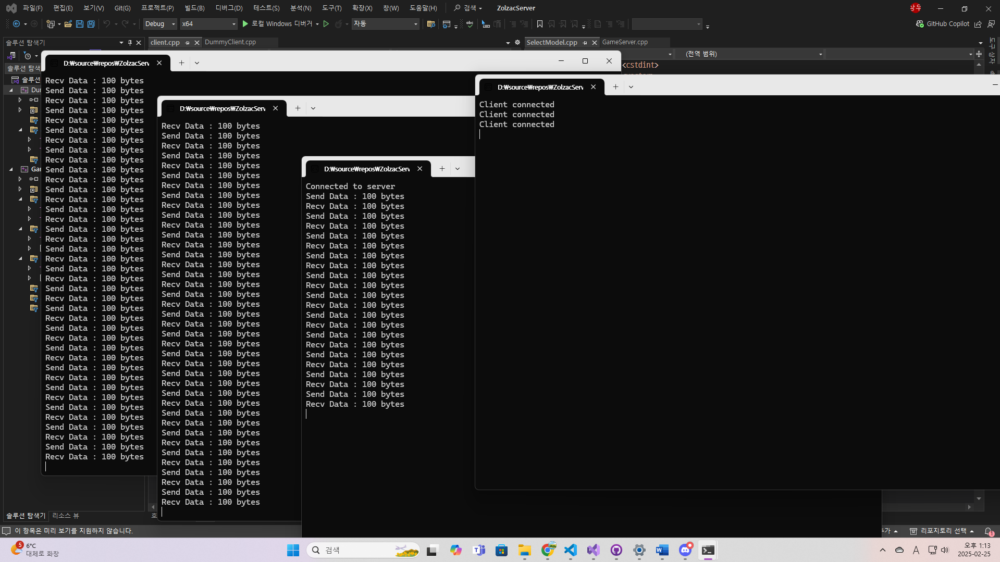 파일(F) 편집(E) 보기(V) Git(G) 프로젝트(P) 빌드(B) 디버그(D) 테스트(S) 분석(N) 도구(T) 확장(X) 창(W) 도움말(H) 검색 ZolzacServer 상우
Debug x64 로컬 Windows 디버거 자동 GitHub Copilot
솔루션 탐색기 client.cpp DummyClient.cpp SelectModel.cpp GameServer.cpp
(전역 범위)
<cstdint>
솔루션 탐색
솔루션
D:₩source₩repos₩ZolzacServ
Recv Data : 100 bytes
Send Data : 100 bytes
Recv Data : 100 bytes
Send Data : 100 bytes
Recv Data : 100 bytes
Send Data : 100 bytes
Recv Data : 100 bytes
Send Data : 100 bytes
Recv Data : 100 bytes
Send Data : 100 bytes
Recv Data : 100 bytes
Send Data : 100 bytes
Recv Data : 100 bytes
Send Data : 100 bytes
Recv Data : 100 bytes
Send Data : 100 bytes
Recv Data : 100 bytes
Send Data : 100 bytes
Recv Data : 100 bytes
Send Data : 100 bytes
Recv Data : 100 bytes
Send Data : 100 bytes
Recv Data : 100 bytes
Send Data : 100 bytes
Recv Data : 100 bytes
Send Data : 100 bytes
Recv Data : 100 bytes
Send Data : 100 bytes
Recv Data : 100 bytes
Send Data : 100 bytes
Recv Data : 100 bytes
Send Data : 100 bytes
Recv Data : 100 bytes
Send Data : 100 bytes
Recv Data : 100 bytes
Send Data : 100 bytes
Recv Data : 100 bytes
Send Data : 100 bytes
Recv Data : 100 bytes
D:₩source₩repos₩ZolzacServ
Recv Data : 100 bytes
Send Data : 100 bytes
Recv Data : 100 bytes
Send Data : 100 bytes
Recv Data : 100 bytes
Send Data : 100 bytes
Recv Data : 100 bytes
Send Data : 100 bytes
Recv Data : 100 bytes
Send Data : 100 bytes
Recv Data : 100 bytes
Send Data : 100 bytes
Recv Data : 100 bytes
Send Data : 100 bytes
Recv Data : 100 bytes
Send Data : 100 bytes
Recv Data : 100 bytes
Send Data : 100 bytes
Recv Data : 100 bytes
Send Data : 100 bytes
Recv Data : 100 bytes
Send Data : 100 bytes
Recv Data : 100 bytes
Send Data : 100 bytes
Recv Data : 100 bytes
Send Data : 100 bytes
Recv Data : 100 bytes
Send Data : 100 bytes
Recv Data : 100 bytes
Send Data : 100 bytes
Recv Data : 100 bytes
Send Data : 100 bytes
Recv Data : 100 bytes
Send Data : 100 bytes
Recv Data : 100 bytes
Send Data : 100 bytes
Recv Data : 100 bytes
Send Data : 100 bytes
Recv Data : 100 bytes
D:₩source₩repos₩ZolzacServ
Connected to server
Send Data : 100 bytes
Recv Data : 100 bytes
Send Data : 100 bytes
Recv Data : 100 bytes
Send Data : 100 bytes
Recv Data : 100 bytes
Send Data : 100 bytes
Recv Data : 100 bytes
Send Data : 100 bytes
Recv Data : 100 bytes
Send Data : 100 bytes
Recv Data : 100 bytes
Send Data : 100 bytes
Recv Data : 100 bytes
Send Data : 100 bytes
Recv Data : 100 bytes
Send Data : 100 bytes
Recv Data : 100 bytes
Send Data : 100 bytes
Recv Data : 100 bytes
Send Data : 100 bytes
Recv Data : 100 bytes
D:₩source₩repos₩ZolzacServ
Client connected
Client connected
Client connected
솔루션 탐색기 리소스 뷰
이 항목은 미리 보기를 지원하지 않습니다. 리포지토리 선택 1
5 6°C
대체로 화창
검색
A 오후 1:13
2025-02-25